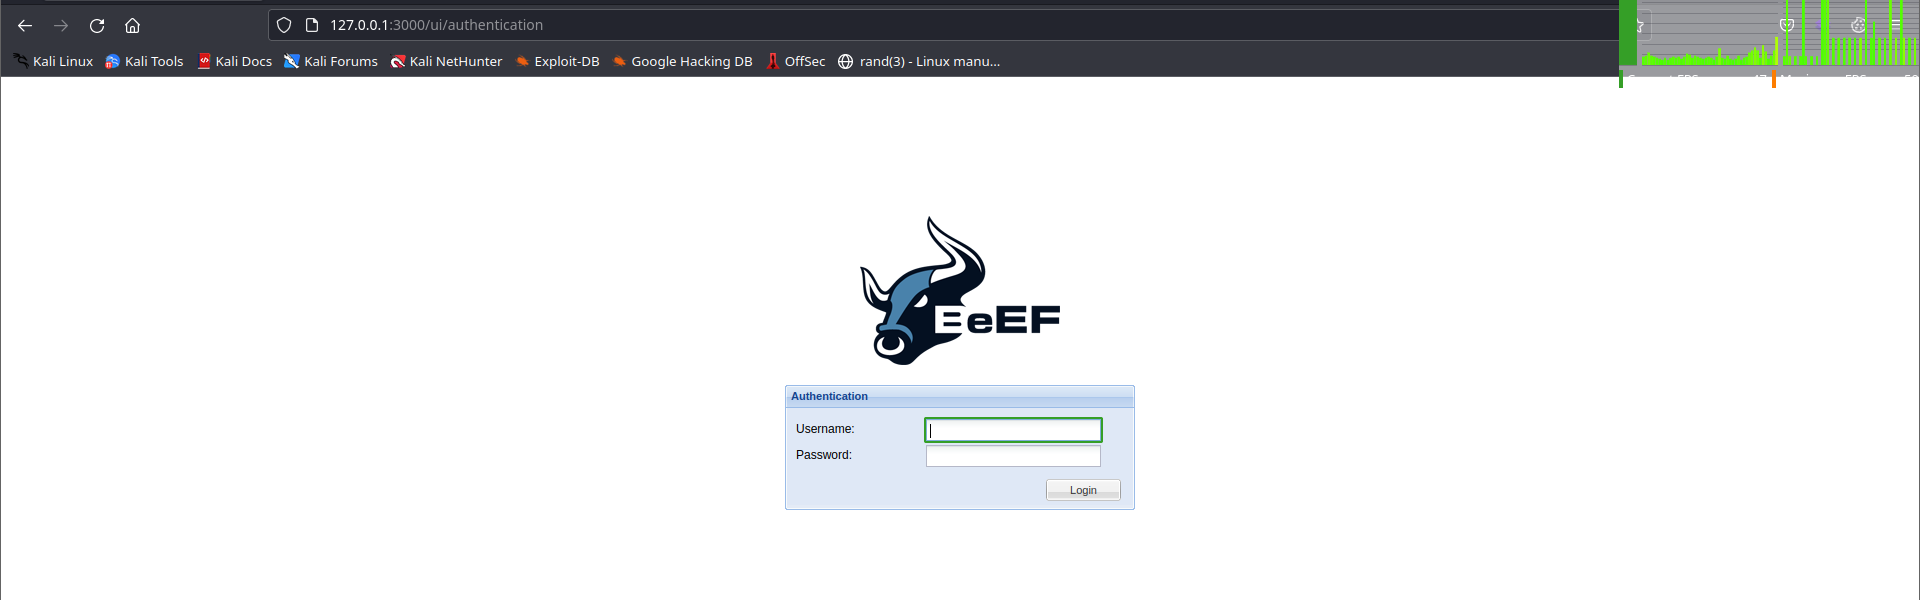 127.0.0.1:3000/ui/authentication
Kali Linux Kali Tools Kali Docs Kali Forums Kali NetHunter Exploit-DB Google Hacking DB OffSec rand(3) - Linux manu...
BeEF
Authentication
Username:
Password:
Login